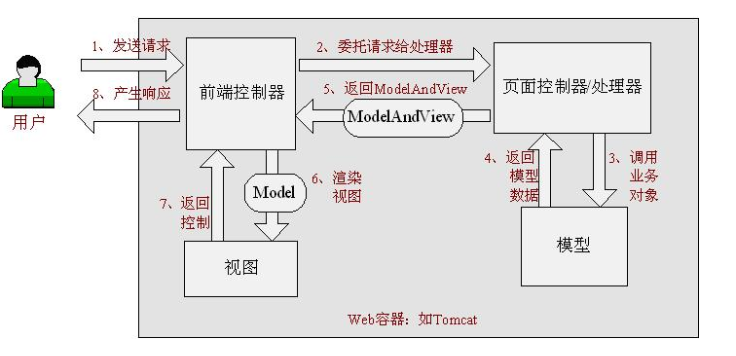 1、发送请求
2、委托请求给处理器
前端控制器
页面控制器/处理器
5、返回ModelAndView
ModelAndView
8、产生响应
用户
4、返回
模型
数据
3、调用
业务
对象
6、渲染
视图
Model
7、返回
控制
视图
模型
Web容器：如Tomcat